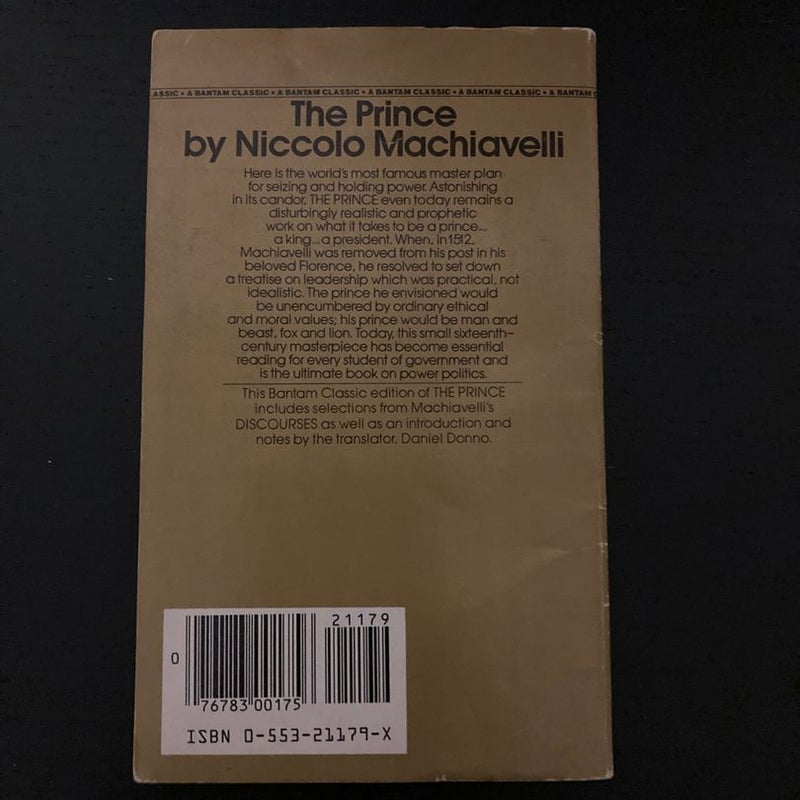 ASSIC • A BANTAM CLASSIC • A BANTAM CLASSIC • A BANTAM CLASSIC • A BANTAM CLASSIC • A BANTAM C
The Prince
by Niccolo Machiavelli
Here is the world's most famous master plan
for seizing and holding power. Astonishing
in its candor, THE PRINCE even today remains a
disturbingly realistic and prophetic
work on what it takes to be a prince...
a king...a president. When, in 1512,
Machiavelli was removed from his post in his
beloved Florence, he resolved to set down
a treatise on leadership which was practical, not
idealistic. The prince he envisioned would
be unencumbered by ordinary ethical
and moral values; his prince would be man and
beast, fox and lion. Today, this small sixteenth-
century masterpiece has become essential
reading for every student of government and
is the ultimate book on power politics.
This Bantam Classic edition of THE PRINCE
includes selections from Machiavelli's
DISCOURSES as well as an introduction and
notes by the translator, Daniel Donno.
21179
0
76783 00175
ISBN 0-553-21179-X